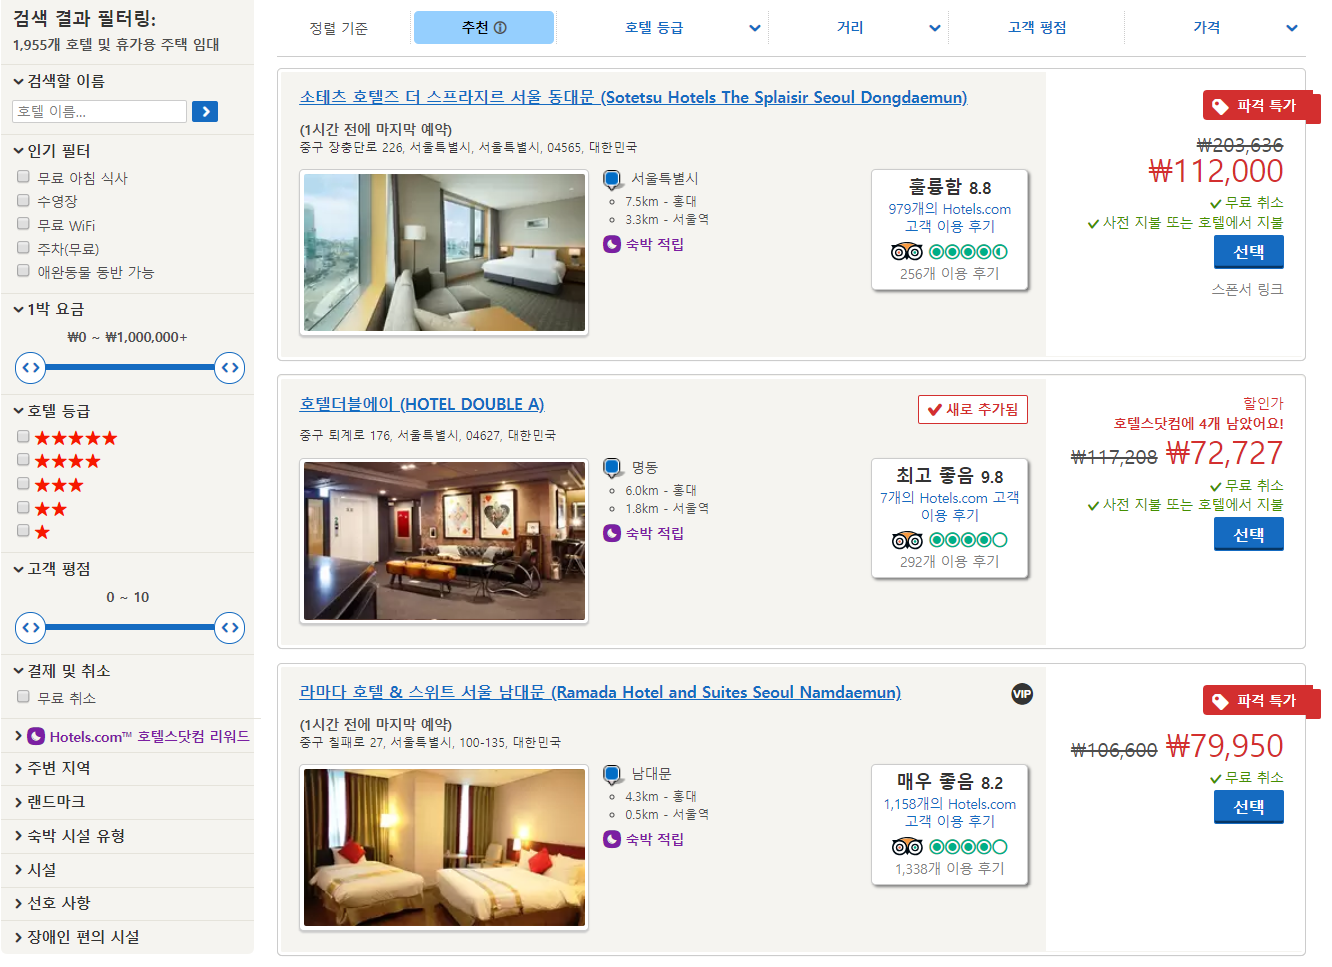 검색 결과 필터링:
1,955개 호텔 및 휴가용 주택 임대
검색할 이름
호텔 이름...
인기 필터
무료 아침 식사
수영장
무료 WiFi
주차(무료)
애완동물 동반 가능
1박 요금
₩0 ~ ₩1,000,000+
호텔 등급
고객 평점
0 ~ 10
결제 및 취소
무료 취소
Hotels.com™ 호텔스닷컴 리워드
주변 지역
랜드마크
숙박 시설 유형
시설
선호 사항
장애인 편의 시설
정렬 기준 추천 호텔 등급 거리 고객 평점 가격
소테츠 호텔즈 더 스프라지르 서울 동대문 (Sotetsu Hotels The Splaisir Seoul Dongdaemun)
(1시간 전에 마지막 예약)
중구 장충단로 226, 서울특별시, 서울특별시, 04565, 대한민국
서울특별시
7.5km - 홍대
3.3km - 서울역
숙박 적립
훌륭함 8.8
979개의 Hotels.com
고객 이용 후기
256개 이용 후기
파격 특가
₩203,636
₩112,000
무료 취소
사전 지불 또는 호텔에서 지불
선택
스폰서 링크
호텔더블에이 (HOTEL DOUBLE A)
새로 추가됨
중구 퇴계로 176, 서울특별시, 04627, 대한민국
명동
6.0km - 홍대
1.8km - 서울역
숙박 적립
최고 좋음 9.8
7개의 Hotels.com 고객
이용 후기
292개 이용 후기
할인가
호텔스닷컴에 4개 남았어요!
₩117,208 ₩72,727
무료 취소
사전 지불 또는 호텔에서 지불
선택
라마다 호텔 & 스위트 서울 남대문 (Ramada Hotel and Suites Seoul Namdaemun)
VIP
(1시간 전에 마지막 예약)
중구 칠패로 27, 서울특별시, 100-135, 대한민국
남대문
4.3km - 홍대
0.5km - 서울역
숙박 적립
매우 좋음 8.2
1,158개의 Hotels.com
고객 이용 후기
1,338개 이용 후기
파격 특가
₩106,600 ₩79,950
무료 취소
선택